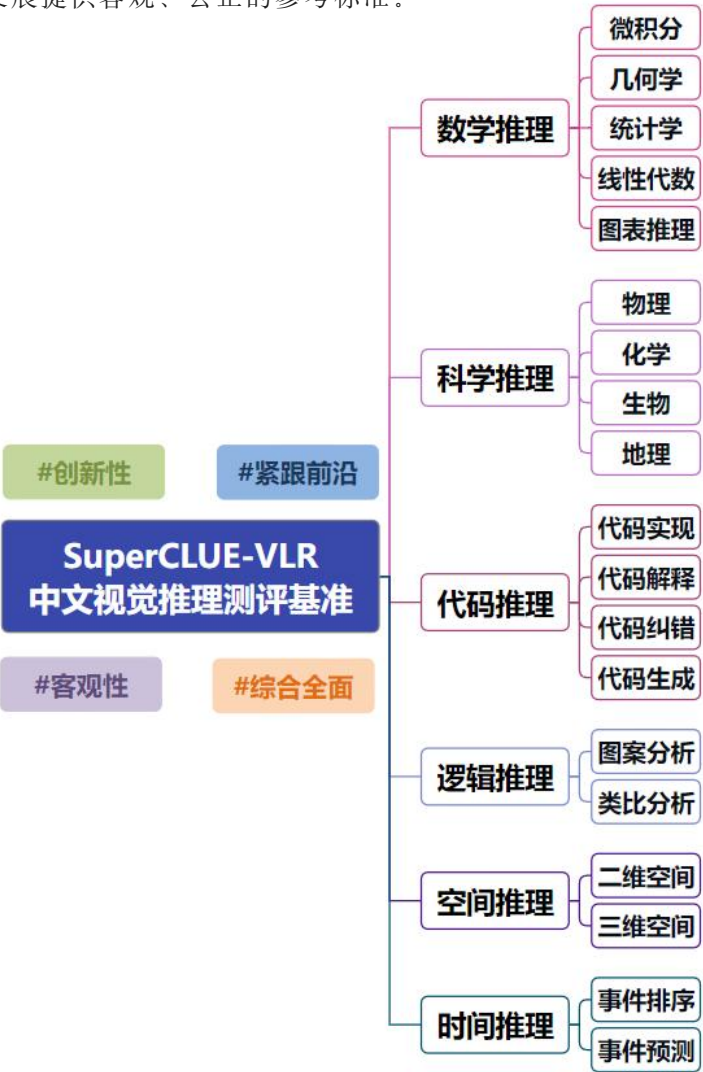 发展提供客观、公正的参考标准。
微积分
几何学
数学推理
统计学
线性代数
图表推理
物理
化学
科学推理
生物
地理
#创新性
#紧跟前沿
SuperCLUE-VLR
中文视觉推理测评基准
#客观性
#综合全面
代码实现
代码解释
代码推理
代码纠错
代码生成
图案分析
逻辑推理
类比分析
二维空间
空间推理
三维空间
事件排序
时间推理
事件预测